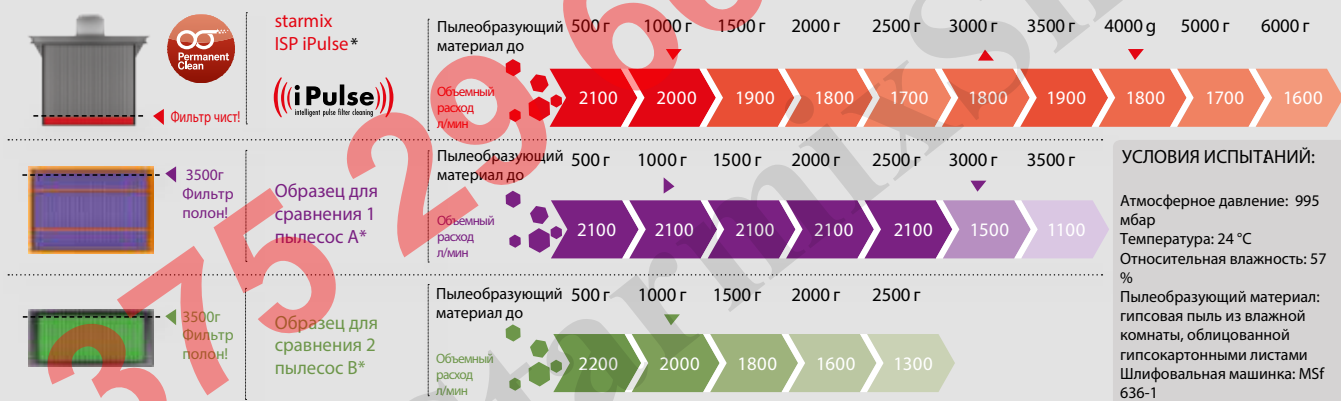 starmix
ISP iPulse*
Permanent
Clean
((iPulse))
intelligent pulse filter cleaning
Фильтр чист!
Пылеобразующий 500 г 1000 г 1500 г 2000 г 2500 г 3000 г 3500 г 4000 g 5000 г 6000 г
материал до
Объемный
расход
л/мин
2100 2000 1900 1800 1700 1800 1900 1800 1700 1600
3500г
Фильтр
полон!
Образец для
сравнения 1
пылесос A*
Пылеобразующий 500 г 1000 г 1500 г 2000 г 2500 г 3000 г 3500 г
материал до
Объемный
расход
л/мин
2100 2100 2100 2100 2100 1500 1100
3500г
Фильтр
полон!
Образец для
сравнения 2
пылесос B*
Пылеобразующий 500 г 1000 г 1500 г 2000 г 2500 г
материал до
Объемный
расход
л/мин
2200 2000 1800 1600 1300
УСЛОВИЯ ИСПЫТАНИЙ:
Атмосферное давление: 995
мбар
Температура: 24 °C
Относительная влажность: 57
%
Пылеобразующий материал:
гипсовая пыль из влажной
комнаты, облицованной
гипсокартонными листами
Шлифовальная машинка: MSf
636-1
375 29 6